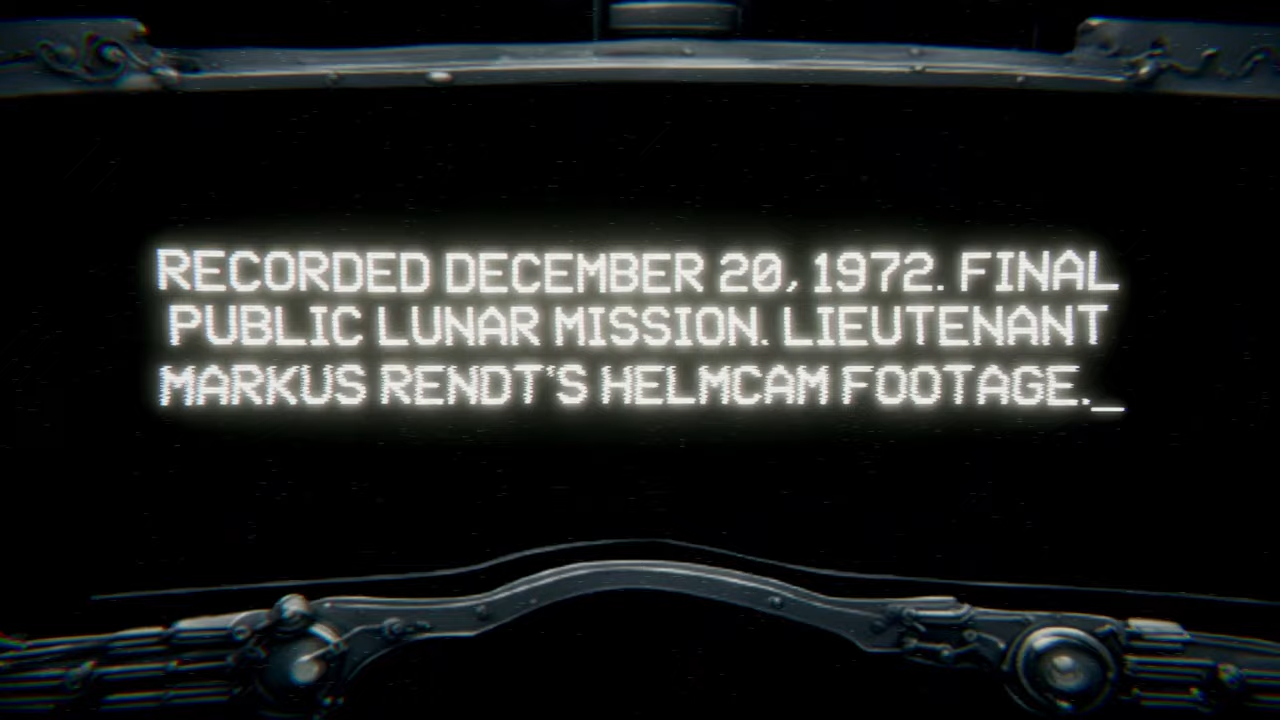 RECORDED DECEMBER 20, 1972. FINAL
PUBLIC LUNAR MISSION. LIEUTENANT
MARKUS RENDT'S HELMCAM FOOTAGE._